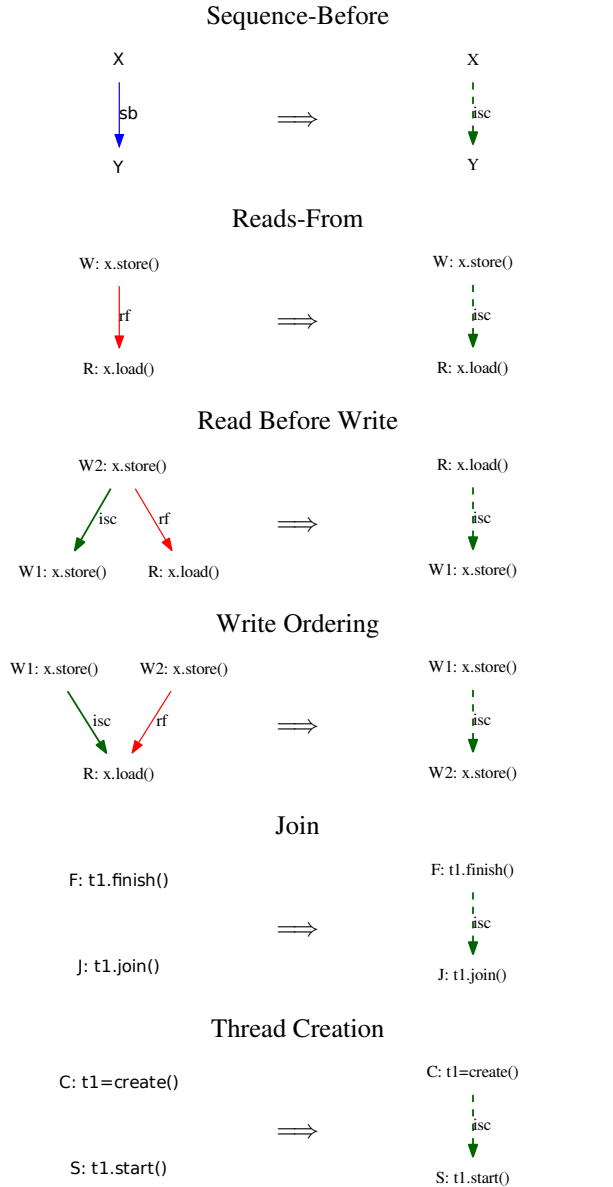 Sequence-Before
X
X
sb
⟹
isc
Y
Y
Reads-From
W: x.store()
W: x.store()
rf
⟹
isc
R: x.load()
R: x.load()
Read Before Write
W2: x.store()
R: x.load()
isc
rf
⟹
isc
W1: x.store()
R: x.load()
W1: x.store()
Write Ordering
W1: x.store()
W2: x.store()
W1: x.store()
isc
rf
⟹
isc
R: x.load()
W2: x.store()
Join
F: t1.finish()
F: t1.finish()
⟹
isc
J: t1.join()
J: t1.join()
Thread Creation
C: t1=create()
C: t1=create()
⟹
isc
S: t1.start()
S: t1.start()